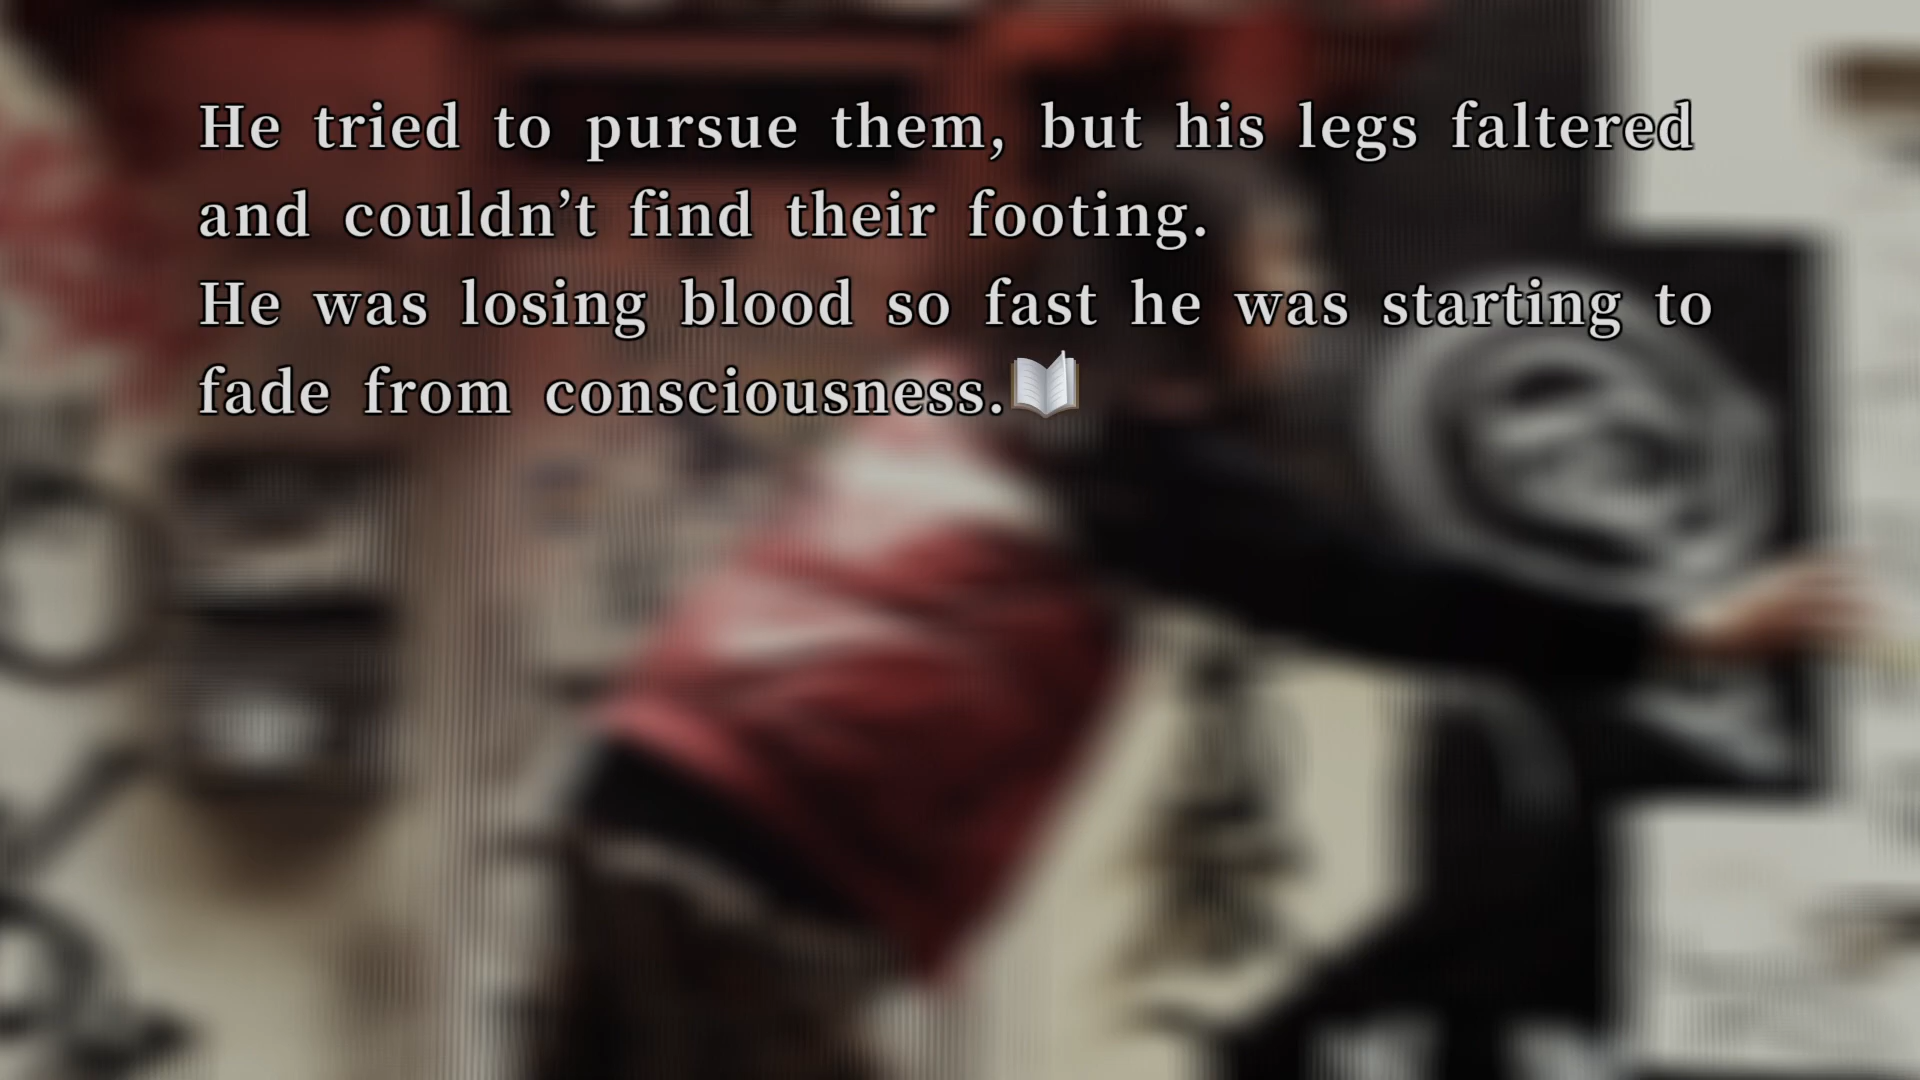 He tried to pursue them, but his legs faltered
and couldn’t find their footing.
He was losing blood so fast he was starting to
fade from consciousness.